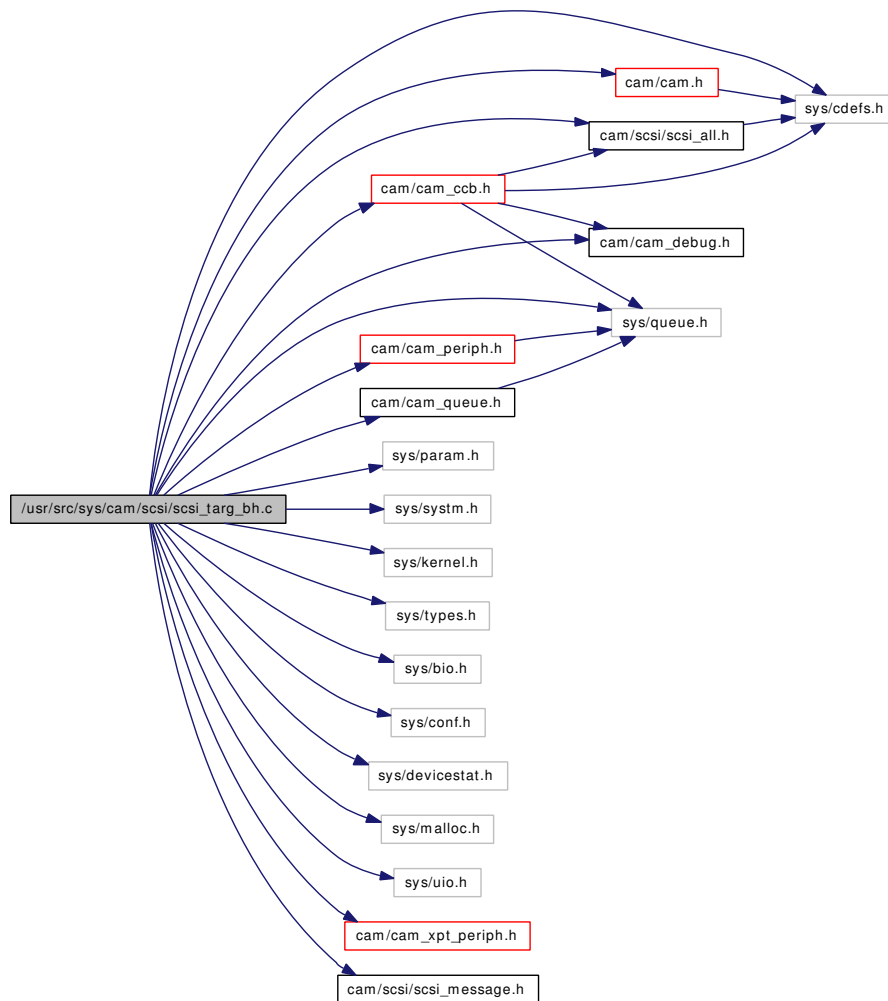 cam/cam.h
sys/cdefs.h
cam/scsi/scsi_all.h
cam/cam_ccb.h
cam/cam_debug.h
sys/queue.h
cam/cam_periph.h
cam/cam_queue.h
sys/param.h
/usr/src/sys/cam/scsi/scsi_targ_bh.c
sys/systm.h
sys/kernel.h
sys/types.h
sys/bio.h
sys/conf.h
sys/devicestat.h
sys/malloc.h
sys/uio.h
cam/cam_xpt_periph.h
cam/scsi/scsi_message.h